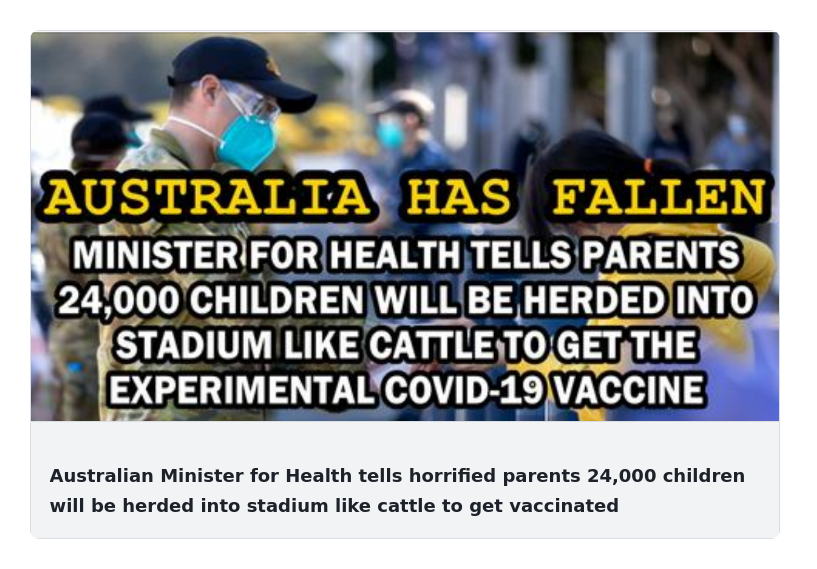 AUSTRALIA HAS FALLEN
MINISTER FOR HEALTH TELLS PARENTS
24,000 CHILDREN WILL BE HERDED INTO
STADIUM LIKE CATTLE TO GET THE
EXPERIMENTAL COVID-19 VACCINE
Australian Minister for Health tells horrified parents 24,000 children
will be herded into stadium like cattle to get vaccinated